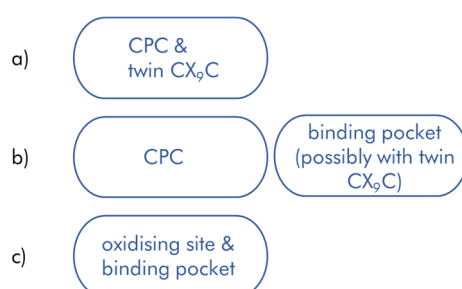 a)
CPC &
twin CX₉C
b)
CPC
binding pocket
(possibly with twin
CX₉C)
c)
oxidising site &
binding pocket